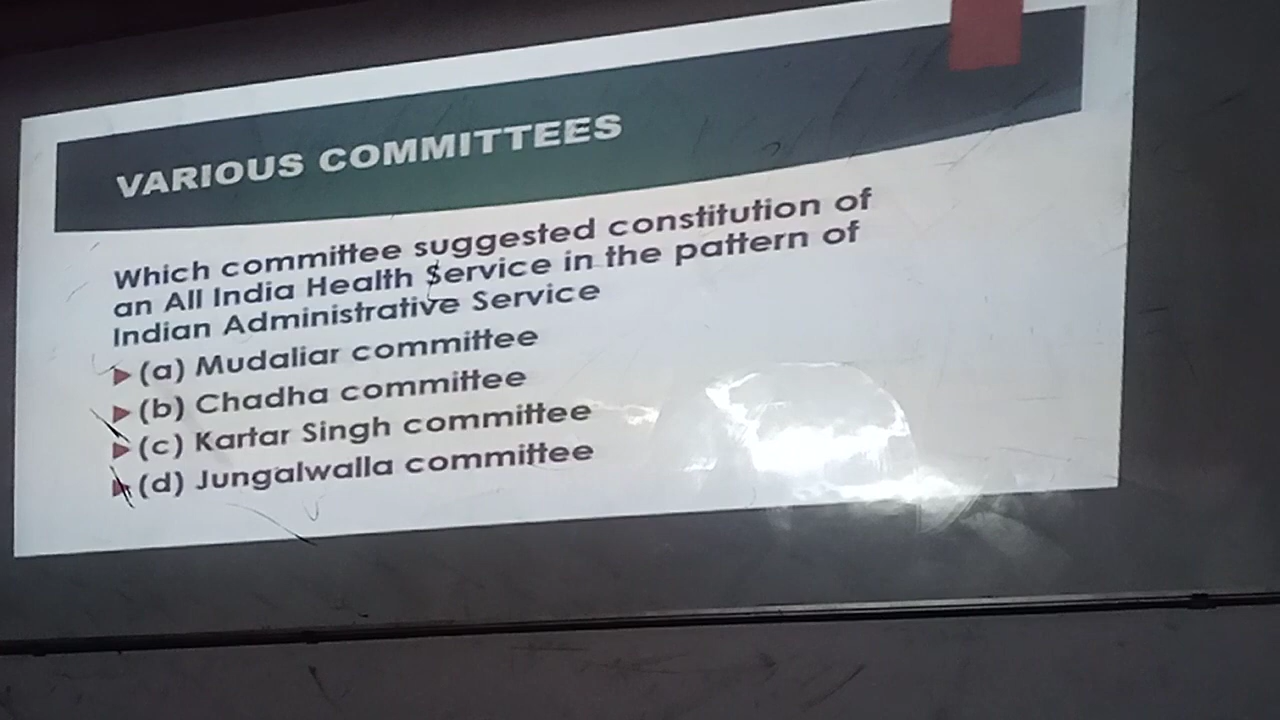 VARIOUS COMMITTEES
Which committee suggested constitution of
an All India Health Service in the pattern of
Indian Administrative Service
(a) Mudaliar committee
(b) Chadha committee
(c) Kartar Singh committee
(d) Jungalwalla committee